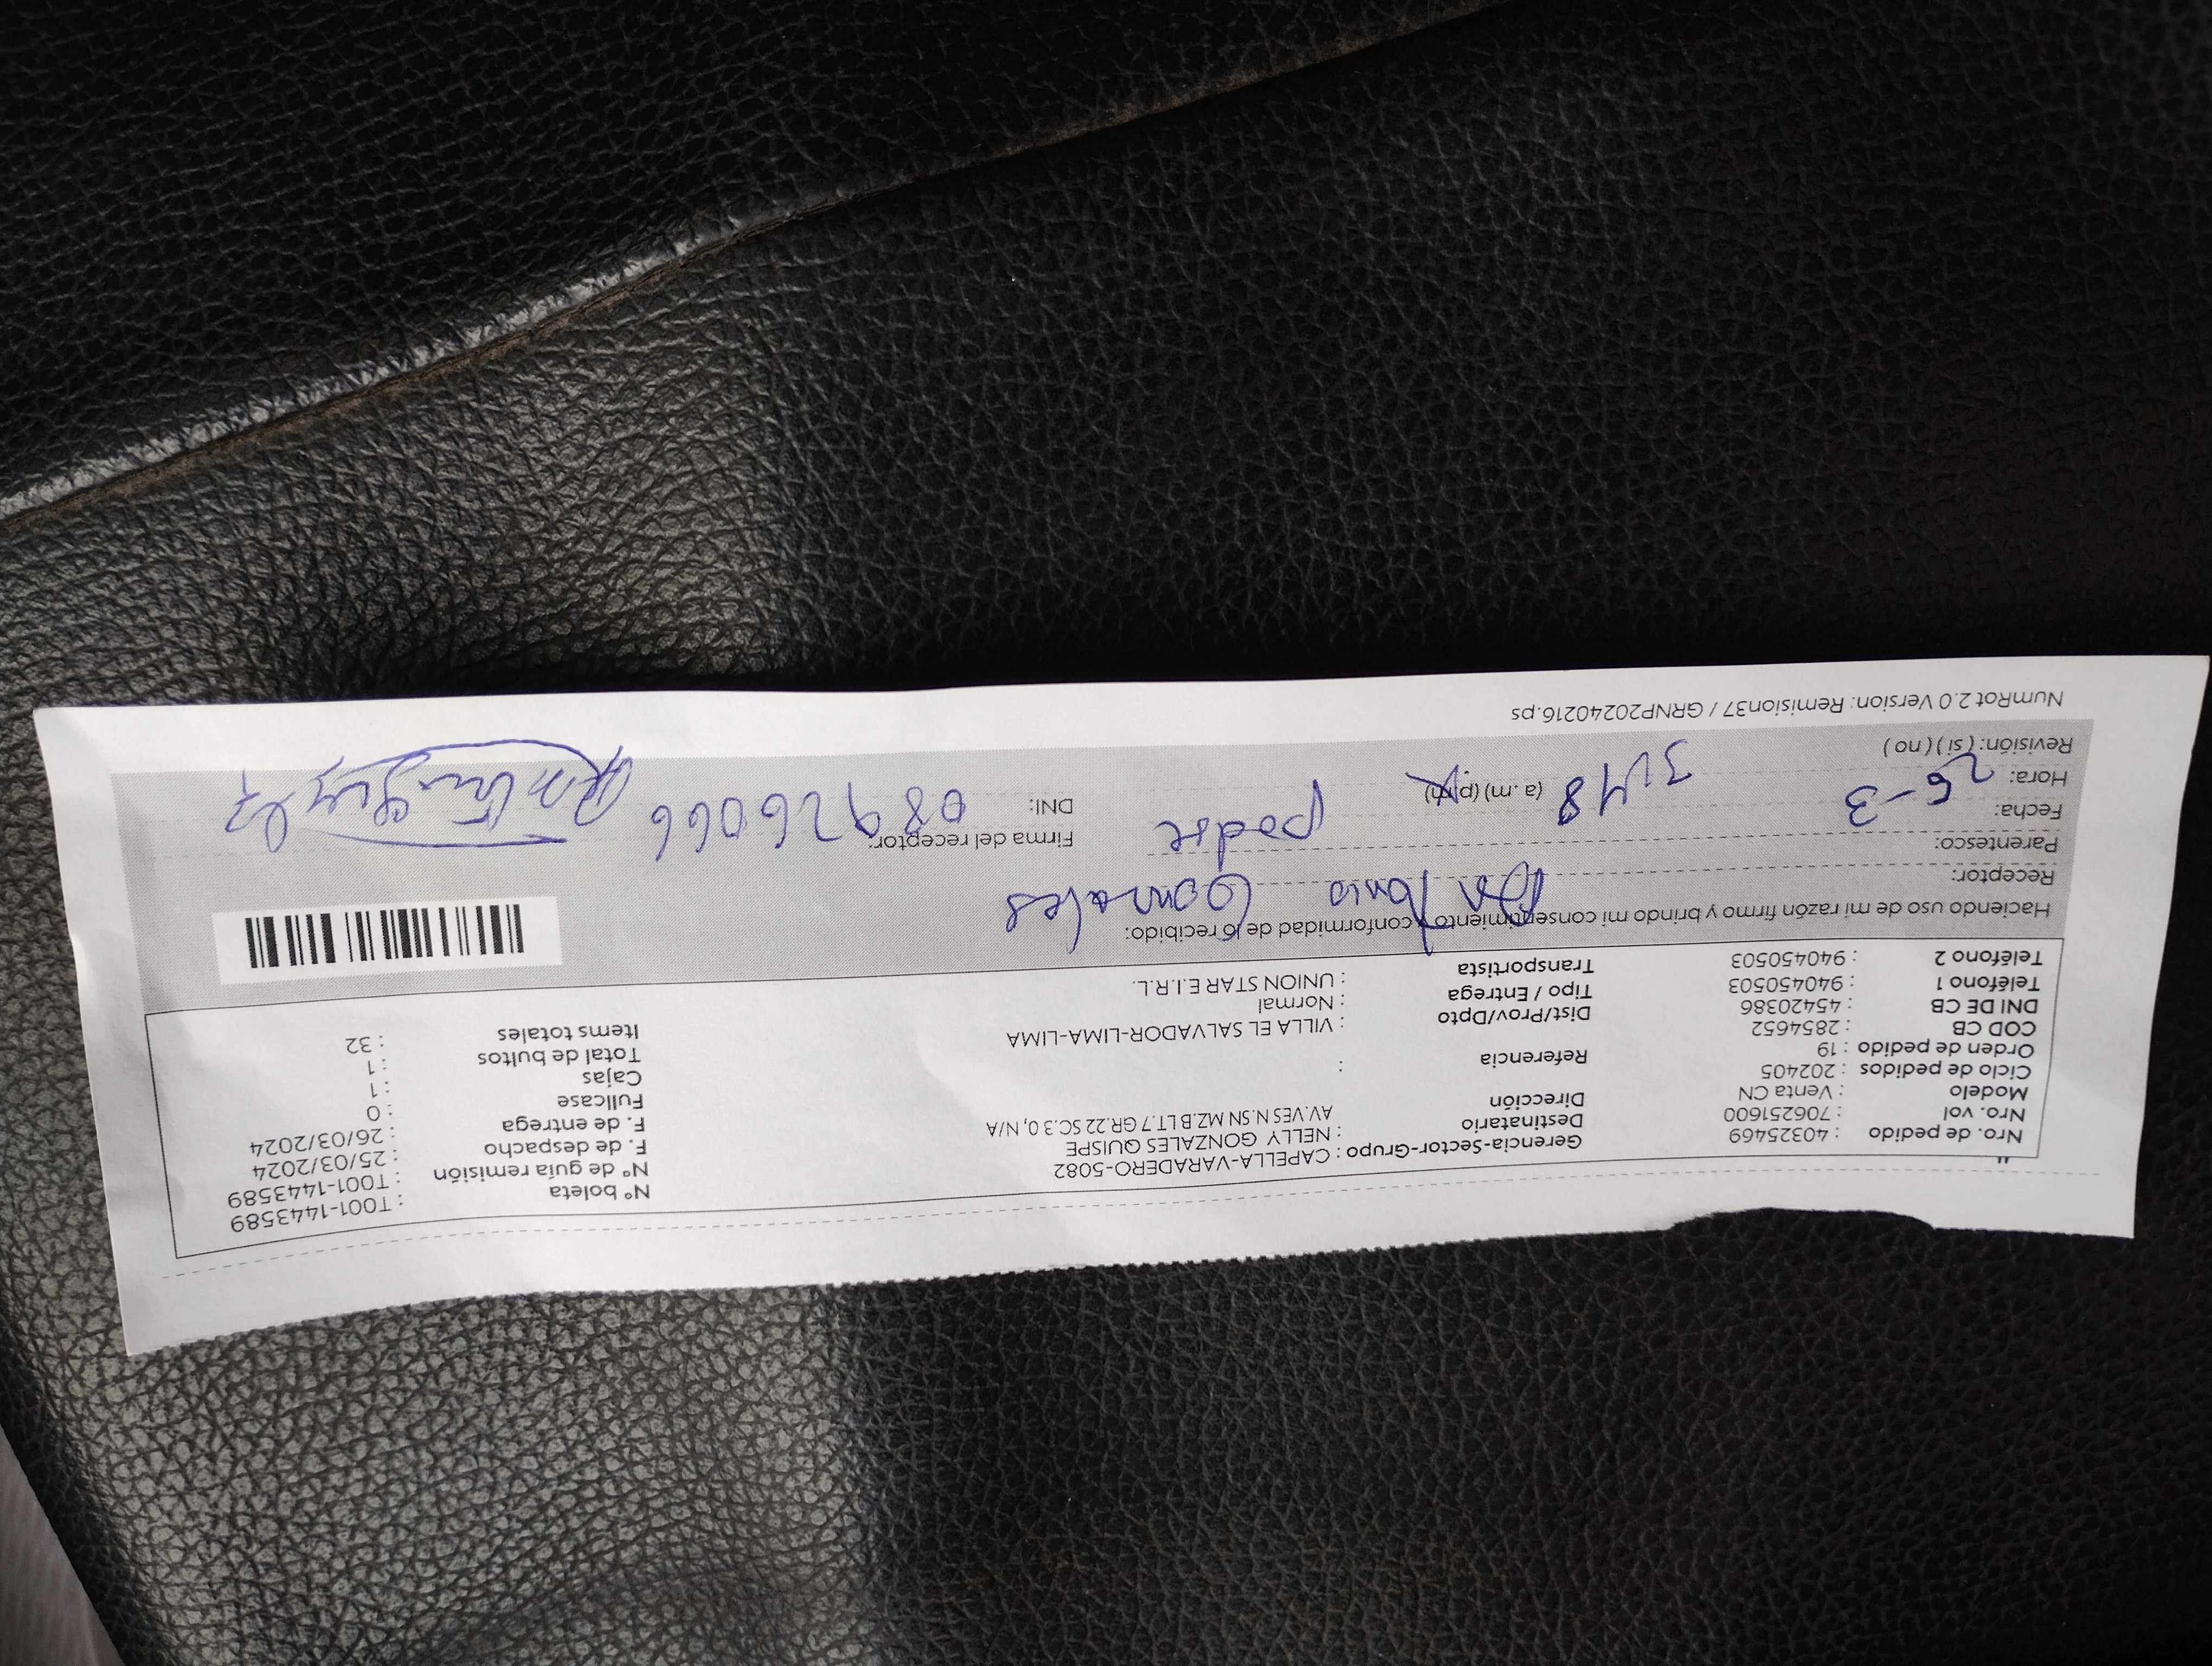 "
Nro. de pedido : 40325469
Nro. vol : 706251600
Modelo : Venta CN
Ciclo de pedidos : 202405
Orden de pedido : 19
COD CB : 2854652
DNI DE CB : 45420386
Teléfono 1 : 940450503
Teléfono 2 : 940450503
Gerencia-Sector-Grupo : CAPELLA-VARADERO-5082
Destinatario : NELLY GONZALES QUISPE
Dirección : AV.VES N.SN MZ.B LT.7 GR.22 SC.3 0, N/A
Referencia :
Dist/Prov/Dpto : VILLA EL SALVADOR-LIMA-LIMA
Tipo / Entrega : Normal
Transportista : UNION STAR E.I.R.L.
Nº boleta : T001-1443589
Nº de guía remisión : T001-1443589
F. de despacho : 25/03/2024
F. de entrega : 26/03/2024
Fullcase : 0
Cajas : 1
Total de bultos : 1
Items totales : 32
Haciendo uso de mi razón firmo y brindo mi consentimiento y conformidad de lo recibido:
Receptor: Antonio Gonzales
Parentesco: padre
Fecha: 26-3
Hora: 3:48 (a.m) (p.m)
Revisión: ( si ) ( no )
Firma del receptor:
DNI: 08926066
NumRot 2.0 Version: Remision37 / GRNP20240216.ps